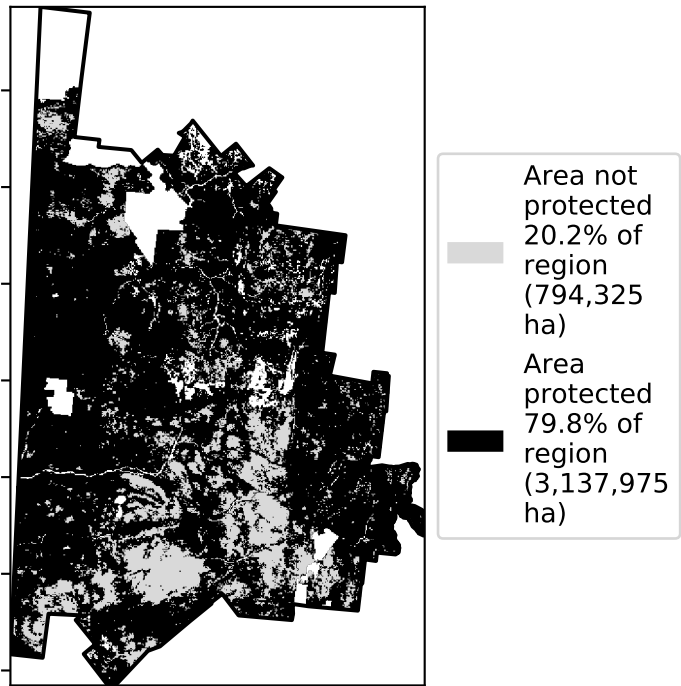 Area not
protected
20.2% of
region
(794,325
ha)
Area
protected
79.8% of
region
(3,137,975
ha)